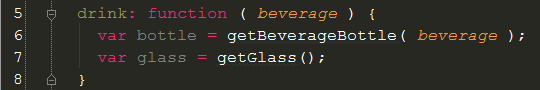 5 drink: function ( beverage ) {
6 var bottle = getBeverageBottle( beverage );
7 var glass = getGlass();
8 }